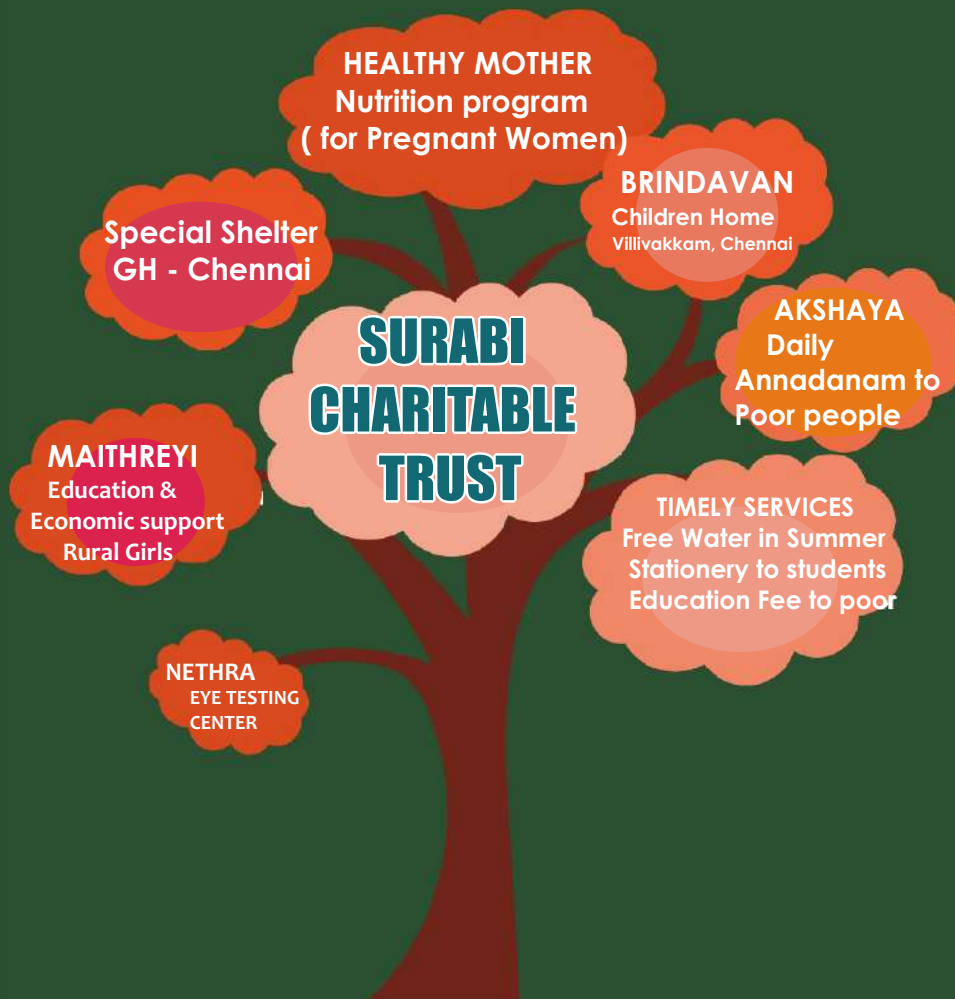 HEALTHY MOTHER
Nutrition program
( for Pregnant Women)
BRINDAVAN
Children Home
Villivakkam, Chennai
Special Shelter
GH - Chennai
AKSHAYA
Daily
Annadanam to
Poor people
SURABI
CHARITABLE
TRUST
MAITHREYI
Education &
Economic support
Rural Girls
TIMELY SERVICES
Free Water in Summer
Stationery to students
Education Fee to poor
NETHRA
EYE TESTING
CENTER